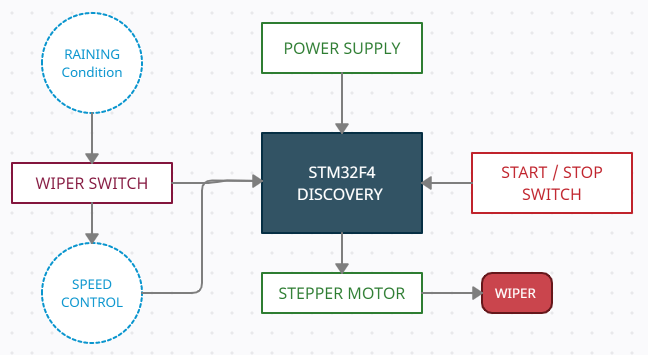 RAINING
Condition
POWER SUPPLY
WIPER SWITCH
STM32F4
DISCOVERY
START / STOP
SWITCH
SPEED
CONTROL
STEPPER MOTOR
WIPER